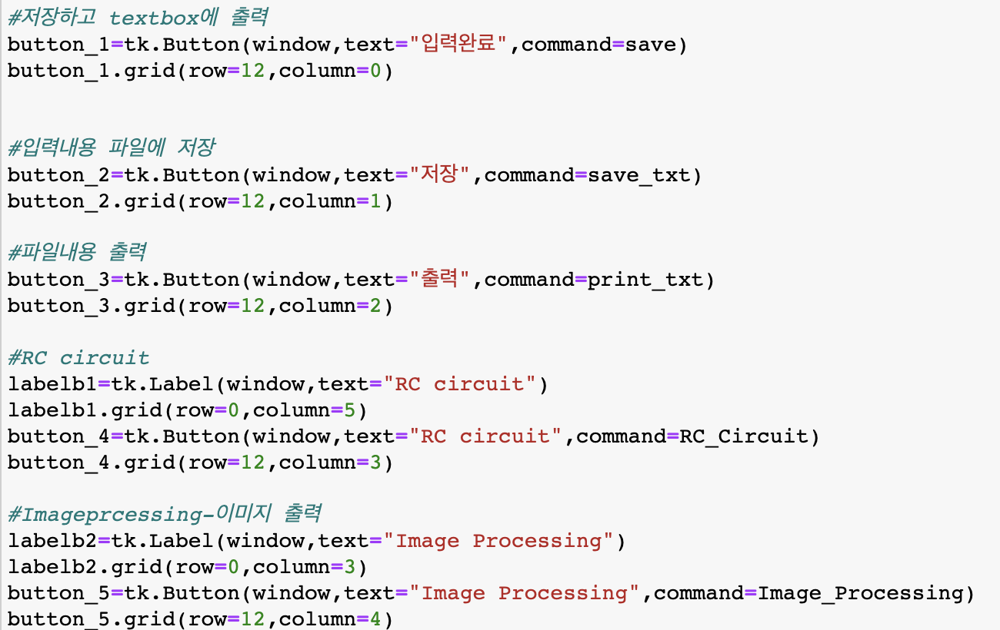 #저장하고 textbox에 출력
button_1=tk.Button(window,text="입력완료",command=save)
button_1.grid(row=12,column=0)
#입력내용 파일에 저장
button_2=tk.Button(window,text="저장",command=save_txt)
button_2.grid(row=12,column=1)
#파일내용 출력
button_3=tk.Button(window,text="출력",command=print_txt)
button_3.grid(row=12,column=2)
#RC circuit
labelb1=tk.Label(window,text="RC circuit")
labelb1.grid(row=0,column=5)
button_4=tk.Button(window,text="RC circuit",command=RC_Circuit)
button_4.grid(row=12,column=3)
#Imageprcessing-이미지 출력
labelb2=tk.Label(window,text="Image Processing")
labelb2.grid(row=0,column=3)
button_5=tk.Button(window,text="Image Processing",command=Image_Processing)
button_5.grid(row=12,column=4)